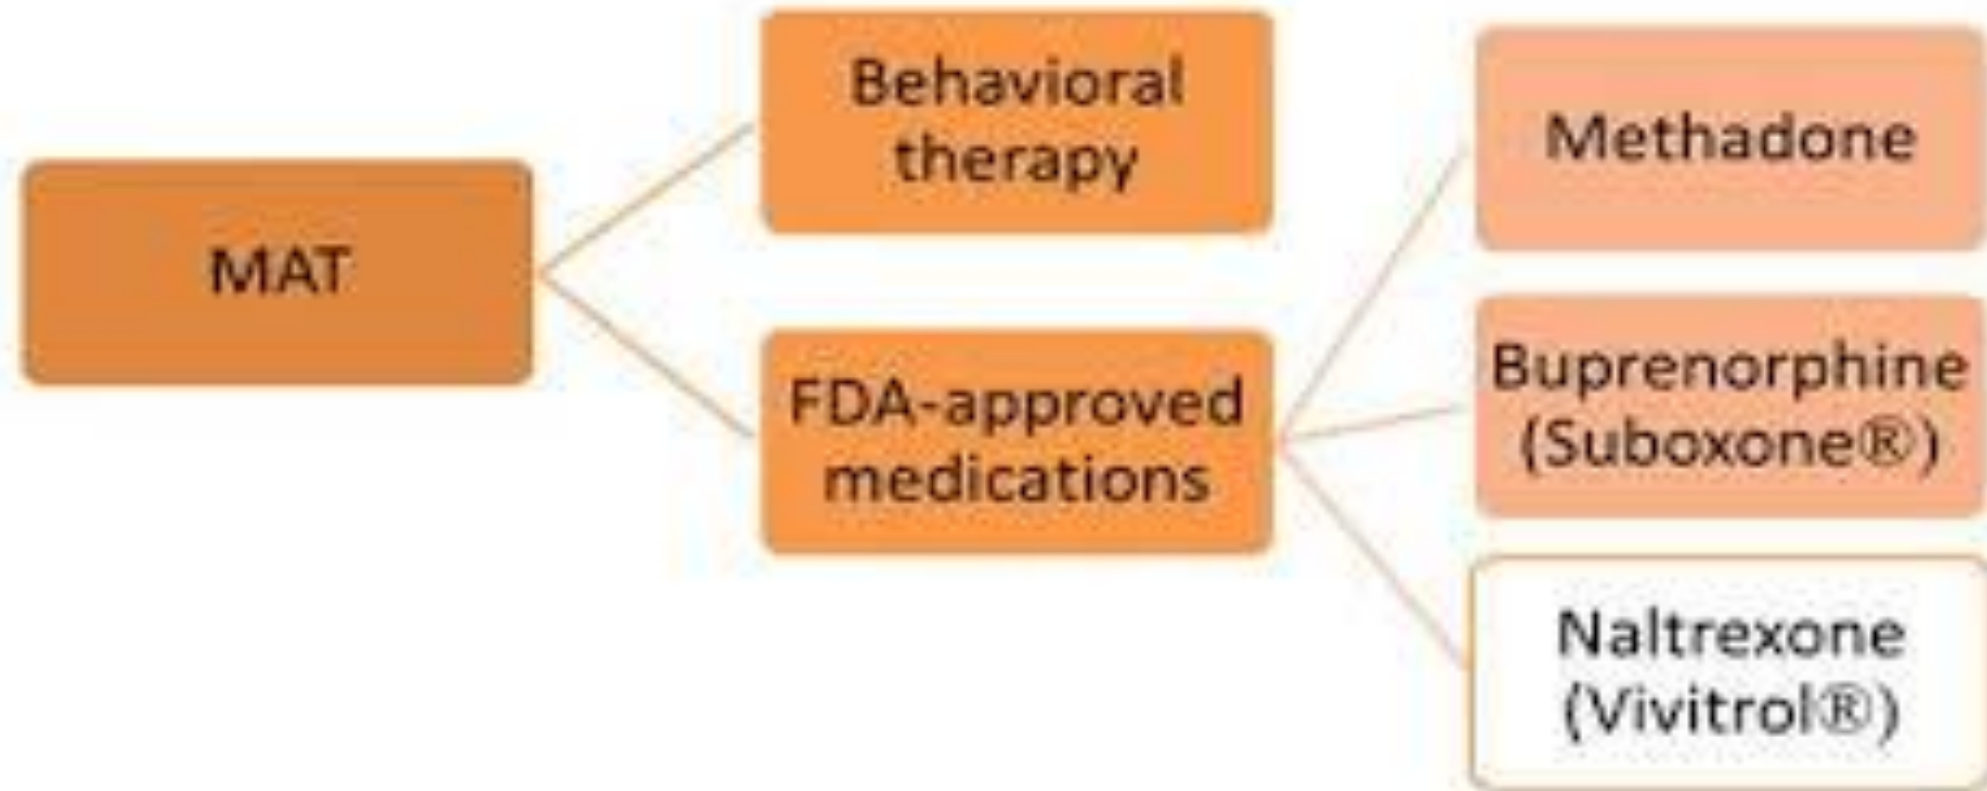 MAT
Behavioral
therapy
FDA-approved
medications
Methadone
Buprenorphine
(Suboxone®)
Naltrexone
(Vivitrol®)